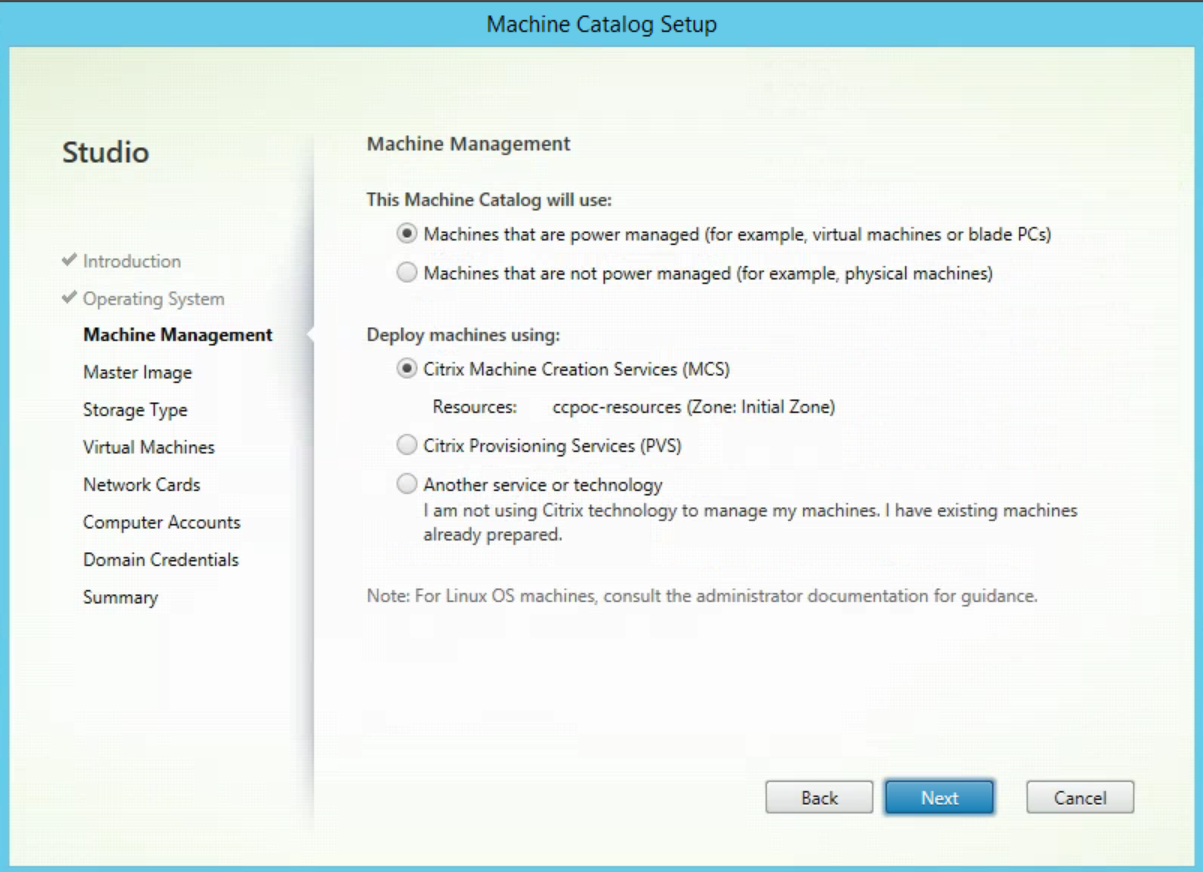 Machine Catalog Setup
Studio
Introduction
Operating System
Machine Management
Master Image
Storage Type
Virtual Machines
Network Cards
Computer Accounts
Domain Credentials
Summary
Machine Management
This Machine Catalog will use:
Machines that are power managed (for example, virtual machines or blade PCs)
Machines that are not power managed (for example, physical machines)
Deploy machines using:
Citrix Machine Creation Services (MCS)
Resources: ccpoc-resources (Zone: Initial Zone)
Citrix Provisioning Services (PVS)
Another service or technology
I am not using Citrix technology to manage my machines. I have existing machines
already prepared.
Note: For Linux OS machines, consult the administrator documentation for guidance.
Back Next Cancel